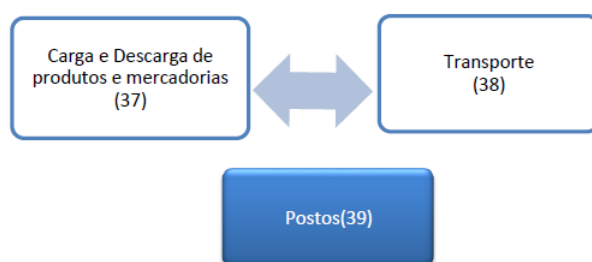 Carga e Descarga de
produtos e mercadorias
(37)
Transporte
(38)
Postos(39)